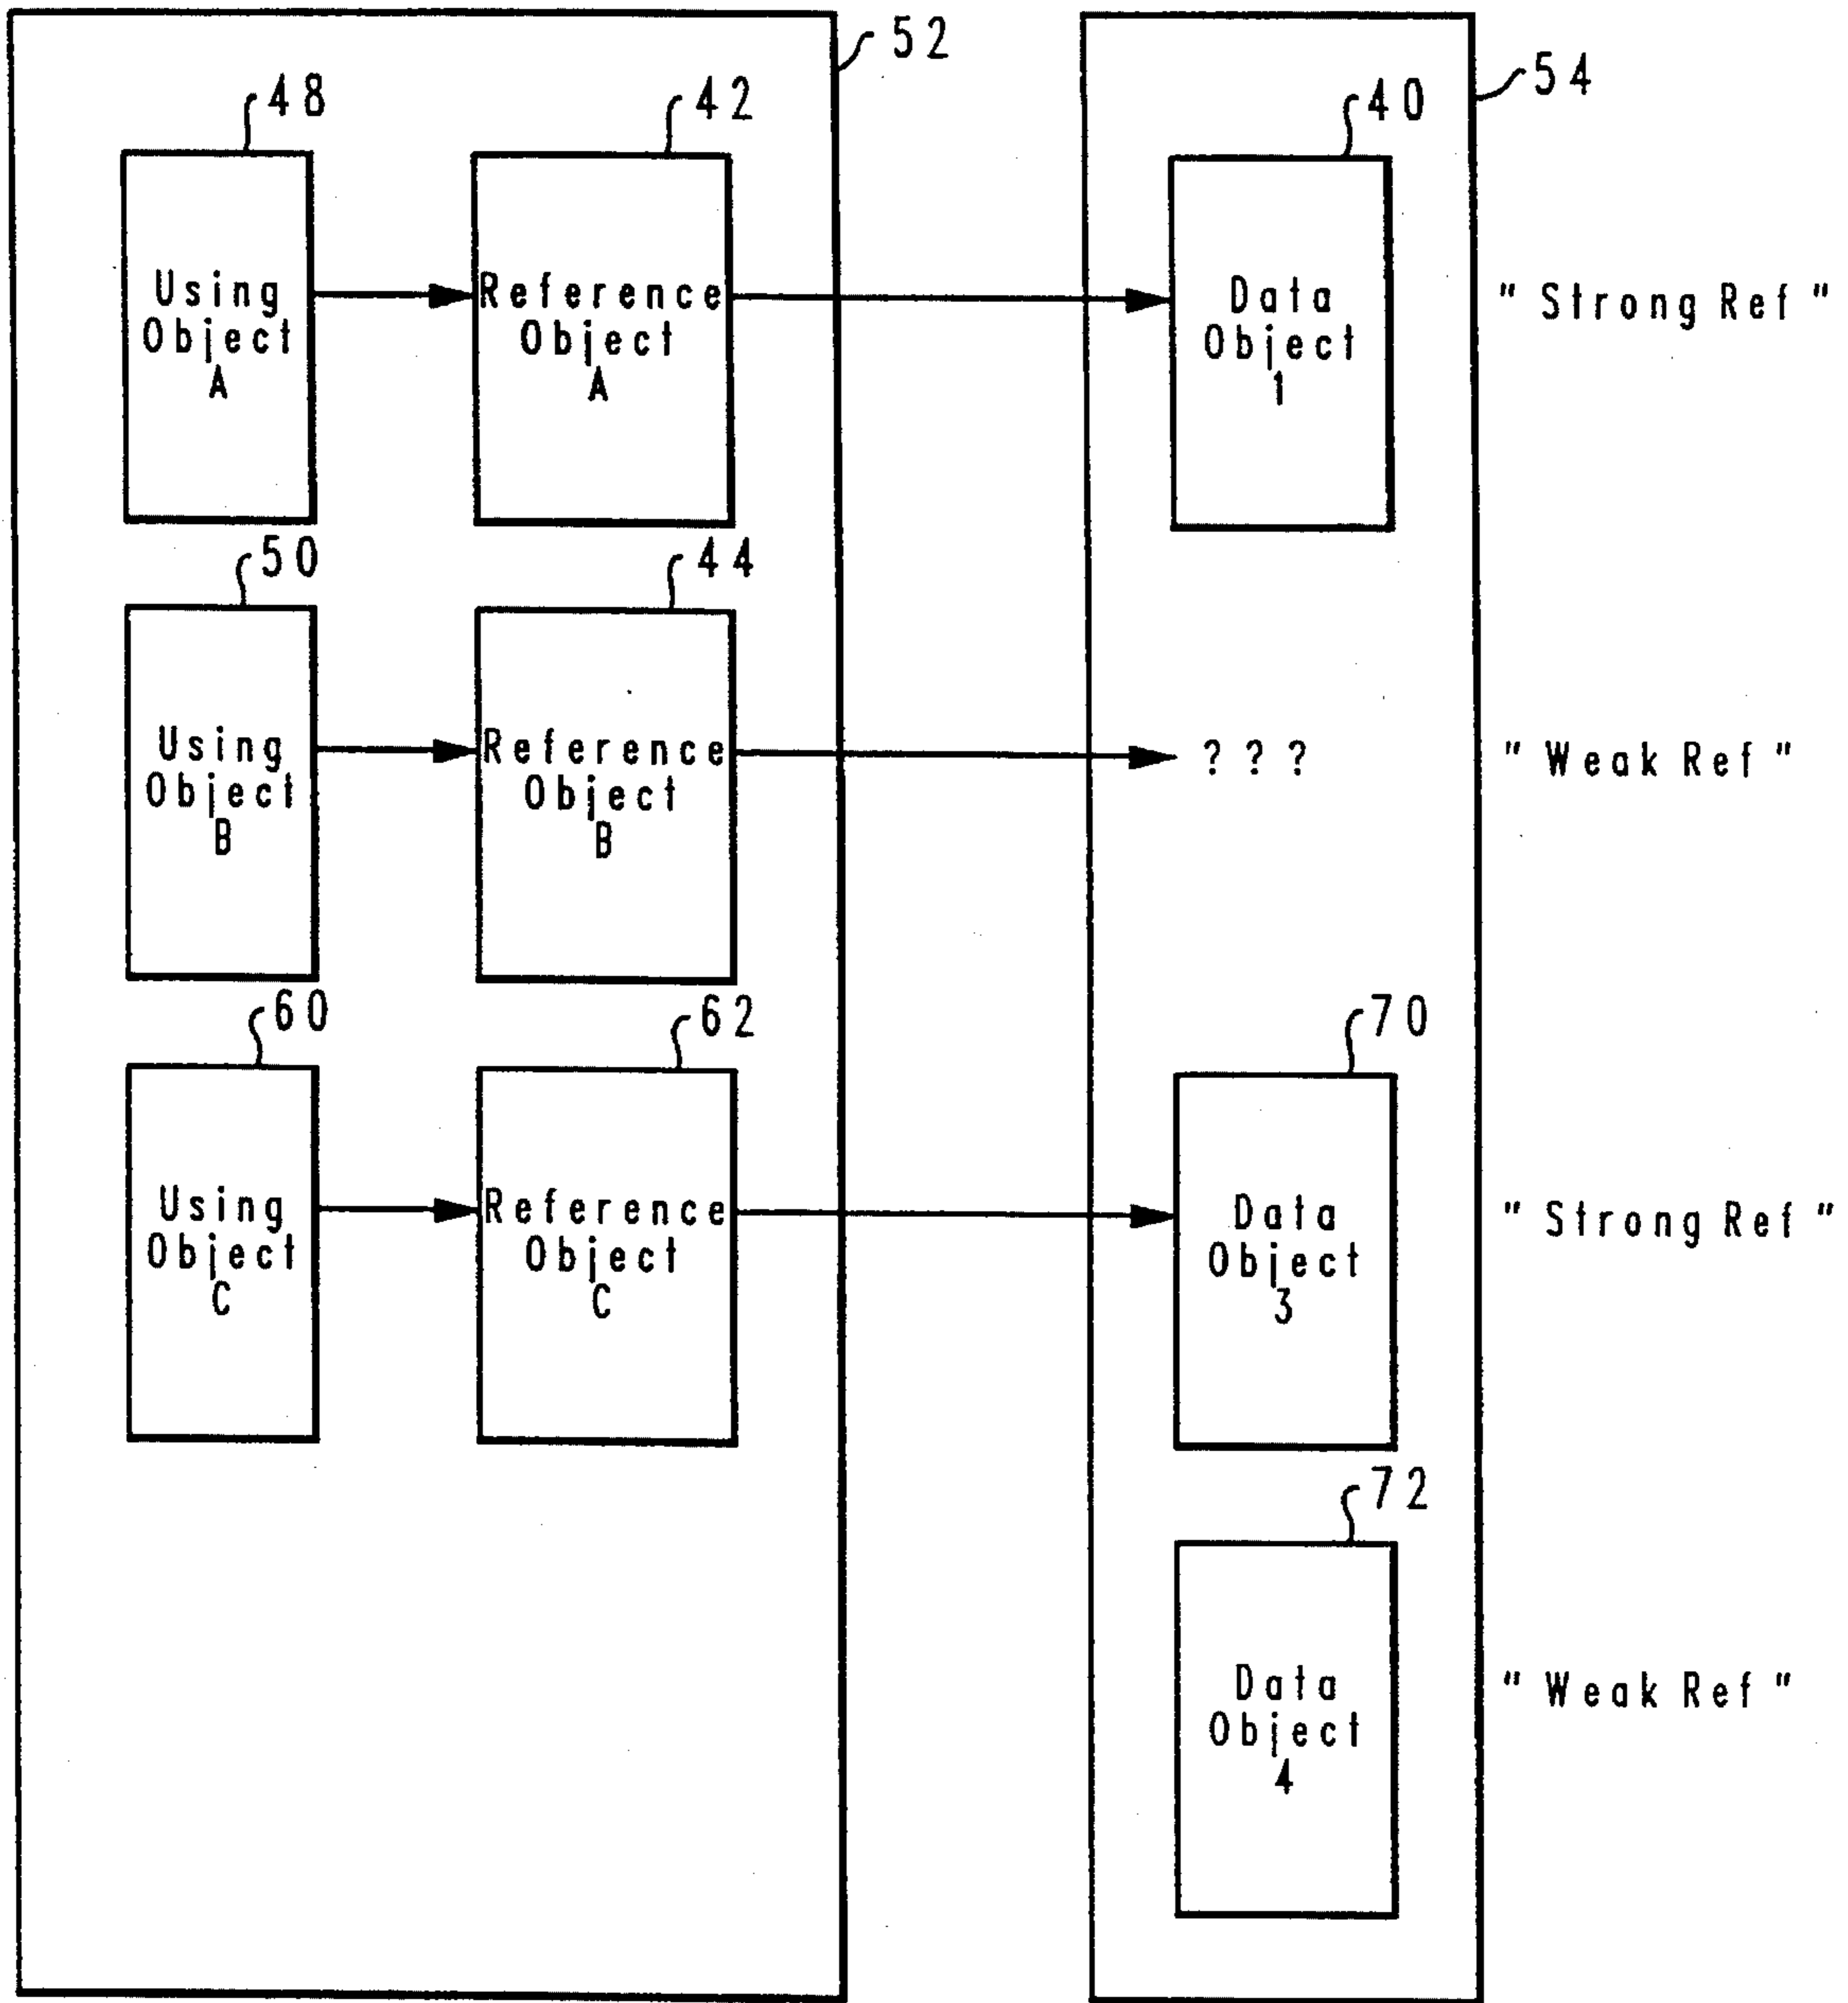 52
54
48
42
40
Using
Object
A
Reference
Object
A
Data
Object
1
" Strong Ref "
50
44
Using
Object
B
Reference
Object
B
? ? ?
" Weak Ref "
60
62
70
Using
Object
C
Reference
Object
C
Data
Object
3
" Strong Ref "
72
Data
Object
4
" Weak Ref "